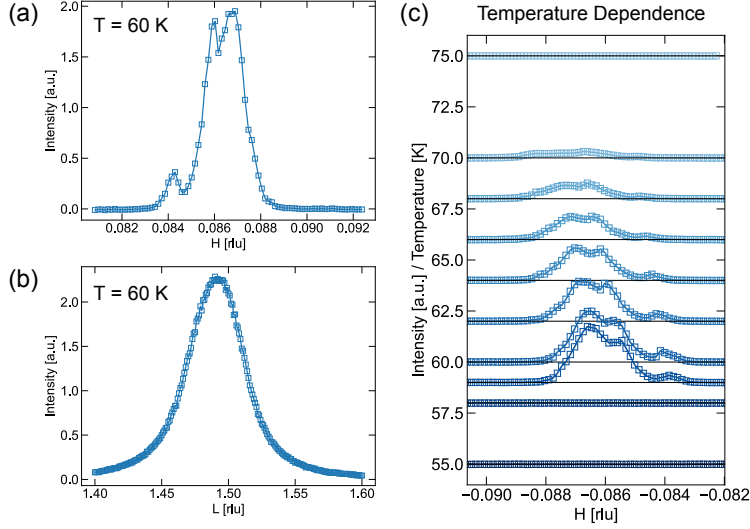 (a)
T = 60 K
Intensity [a.u.]
2.0
1.5
1.0
0.5
0.0
0.082 0.084 0.086 0.088 0.090 0.092
H [rlu]
(b)
T = 60 K
Intensity [a.u.]
2.0
1.5
1.0
0.5
0.0
1.40 1.45 1.50 1.55 1.60
L [rlu]
(c)
Temperature Dependence
Intensity [a.u.] / Temperature [K]
75.0
72.5
70.0
67.5
65.0
62.5
60.0
57.5
55.0
−0.090 −0.088 −0.086 −0.084 −0.082
H [rlu]